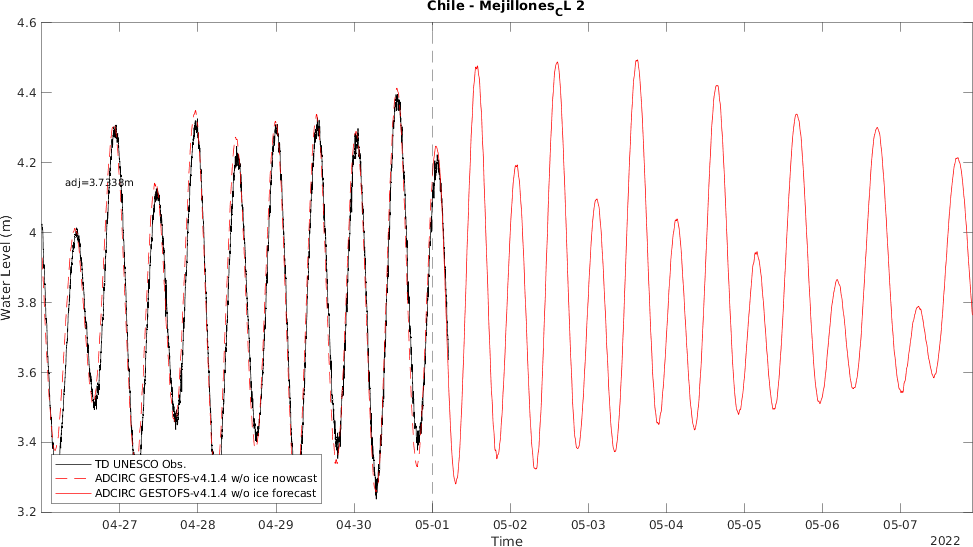 Chile - Mejillones_CL 2
4.6
4.4
4.2
4
3.8
3.6
3.4
3.2
Water Level (m)
adj=3.7338m
TD UNESCO Obs.
ADCIRC GESTOFS-v4.1.4 w/o ice nowcast
ADCIRC GESTOFS-v4.1.4 w/o ice forecast
04-27 04-28 04-29 04-30 05-01 05-02 05-03 05-04 05-05 05-06 05-07
Time
2022